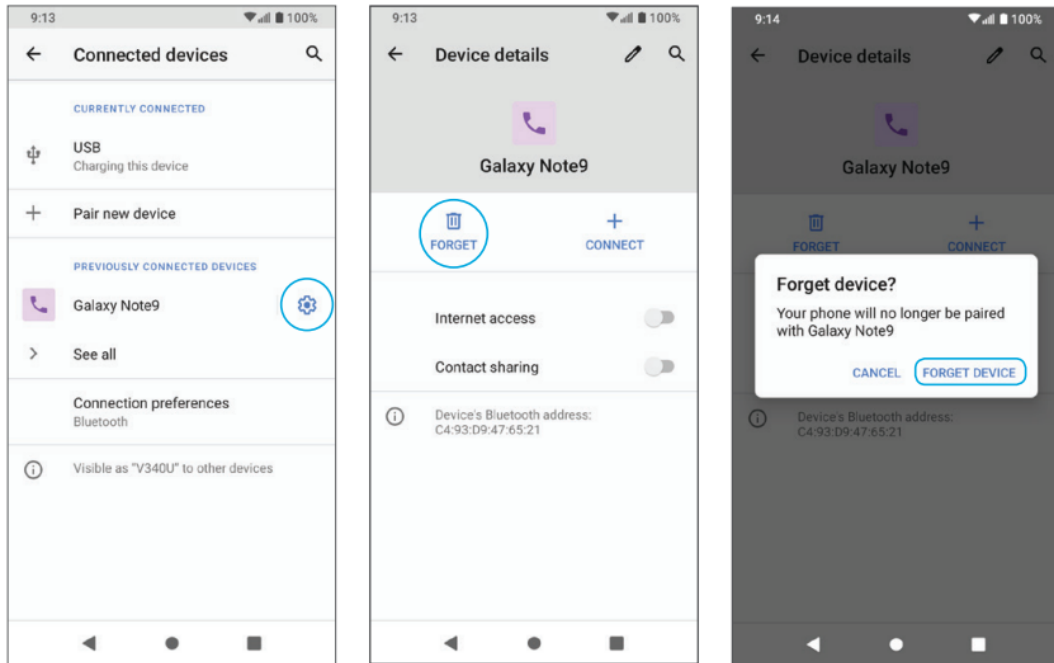 9:13 100%
Connected devices
CURRENTLY CONNECTED
USB
Charging this device
Pair new device
PREVIOUSLY CONNECTED DEVICES
Galaxy Note9
See all
Connection preferences
Bluetooth
Visible as "V340U" to other devices
9:13 100%
Device details
Galaxy Note9
FORGET CONNECT
Internet access
Contact sharing
Device's Bluetooth address:
C4:93:D9:47:65:21
9:14 100%
Device details
Galaxy Note9
FORGET CONNECT
Forget device?
Your phone will no longer be paired
with Galaxy Note9
CANCEL FORGET DEVICE
Device's Bluetooth address:
C4:93:D9:47:65:21